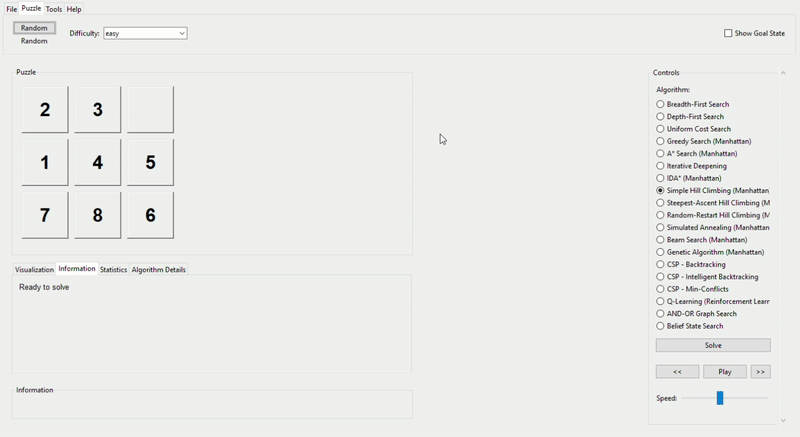 File Puzzle Tools Help
Random
Random
Difficulty: easy
Show Goal State
Puzzle
2 3
1 4 5
7 8 6
Visualization Information Statistics Algorithm Details
Ready to solve
Information
Controls
Algorithm:
Breadth-First Search
Depth-First Search
Uniform Cost Search
Greedy Search (Manhattan)
A* Search (Manhattan)
Iterative Deepening
IDA* (Manhattan)
Simple Hill Climbing (Manhattan
Steepest-Ascent Hill Climbing (M
Random-Restart Hill Climbing (M
Simulated Annealing (Manhattan
Beam Search (Manhattan)
Genetic Algorithm (Manhattan)
CSP - Backtracking
CSP - Intelligent Backtracking
CSP - Min-Conflicts
Q-Learning (Reinforcement Learr
AND-OR Graph Search
Belief State Search
Solve
<< Play >>
Speed: